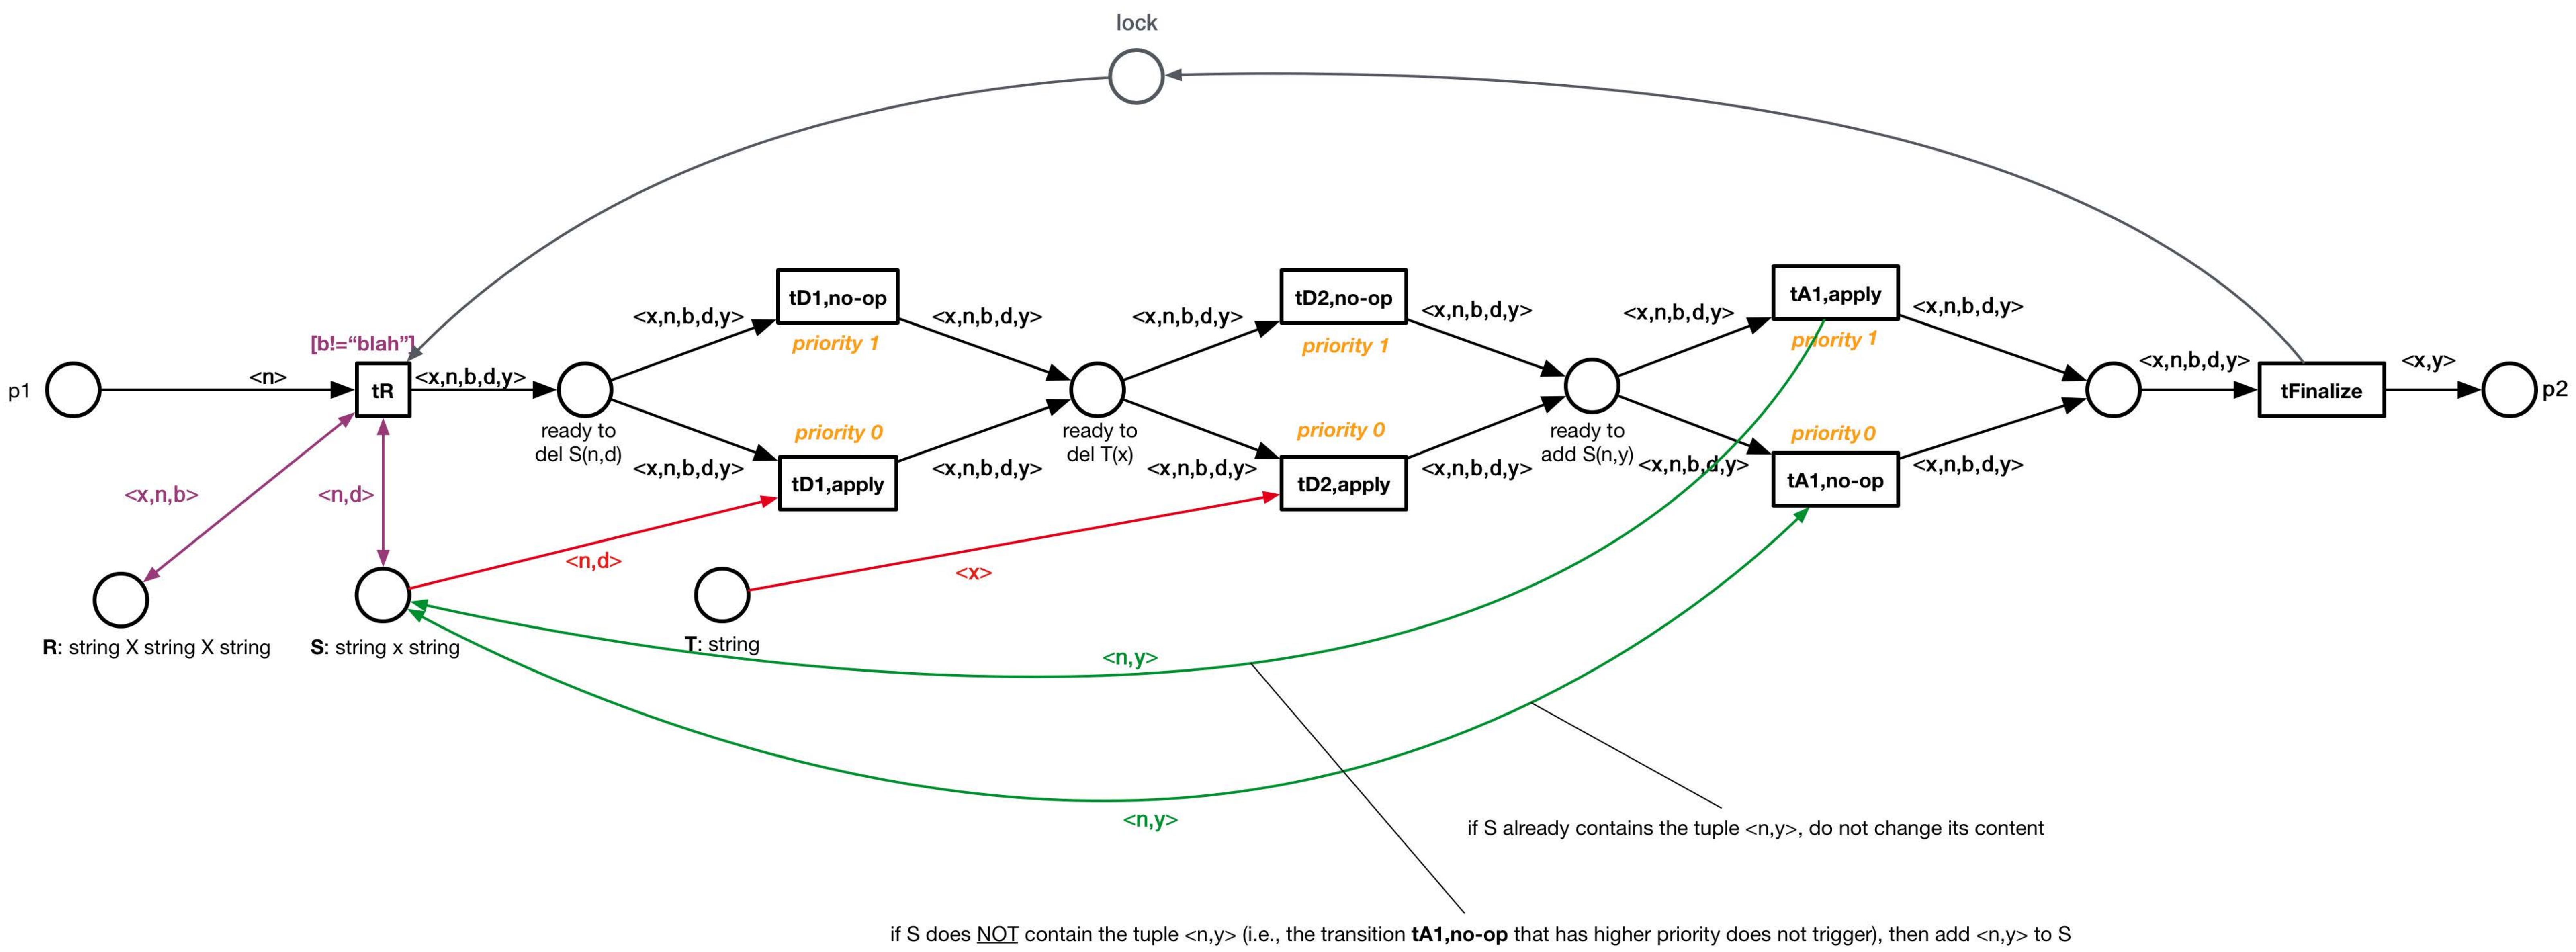 lock
tD1,no-op
priority 1
tD2,no-op
priority 1
tA1,apply
priority 1
<x,n,b,d,y>
<x,n,b,d,y>
<x,n,b,d,y>
<x,n,b,d,y>
<x,n,b,d,y>
<x,n,b,d,y>
[b!=“blah”]
p1
<n>
tR
<x,n,b,d,y>
<x,n,b,d,y>
tFinalize
<x,y>
p2
ready to
del S(n,d)
ready to
del T(x)
ready to
add S(n,y)
priority 0
tD1,apply
priority 0
tD2,apply
priority 0
tA1,no-op
<x,n,b,d,y>
<x,n,b,d,y>
<x,n,b,d,y>
<x,n,b,d,y>
<x,n,b,d,y>
<x,n,b,d,y>
<x,n,b>
<n,d>
<n,d>
<x>
R: string X string X string
S: string x string
T: string
<n,y>
<n,y>
if S already contains the tuple <n,y>, do not change its content
if S does NOT contain the tuple <n,y> (i.e., the transition tA1,no-op that has higher priority does not trigger), then add <n,y> to S